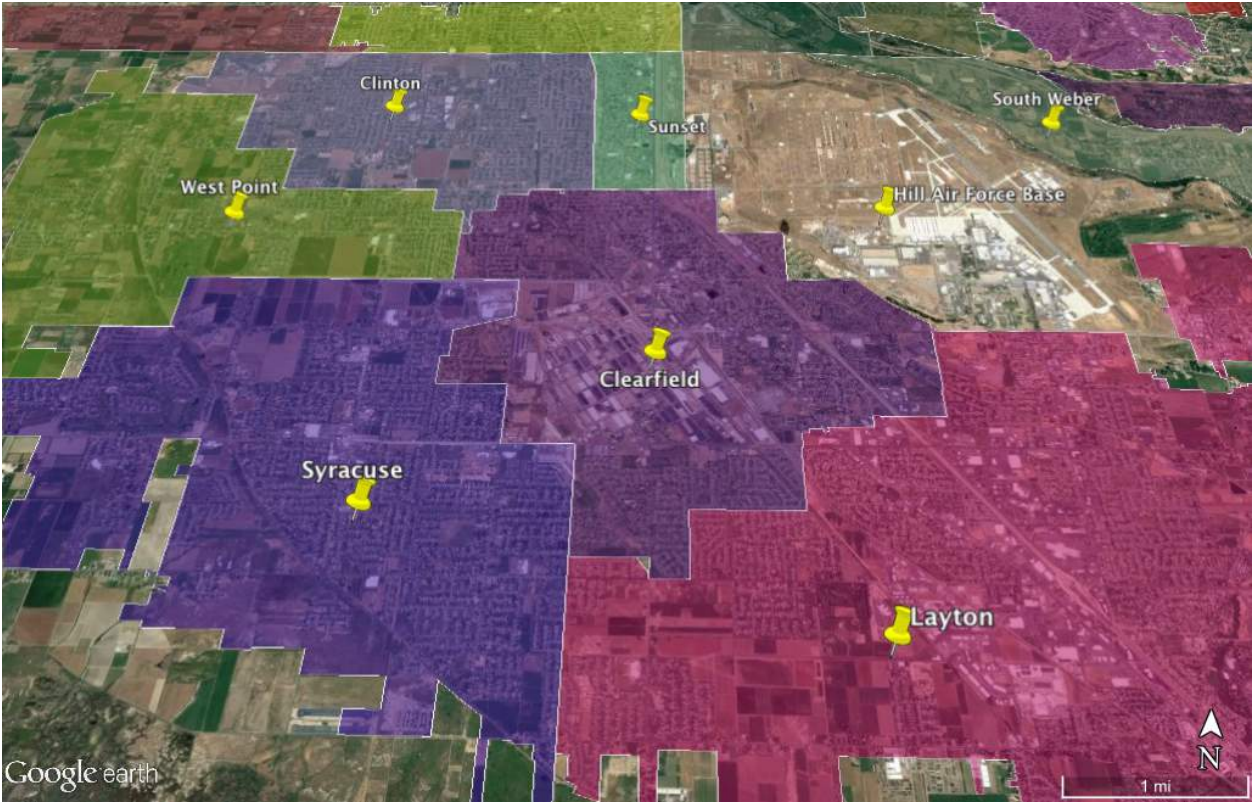 Clinton
Sunset
South Weber
West Point
Hill Air Force Base
Clearfield
Syracuse
Layton
N
Google earth
1 mi